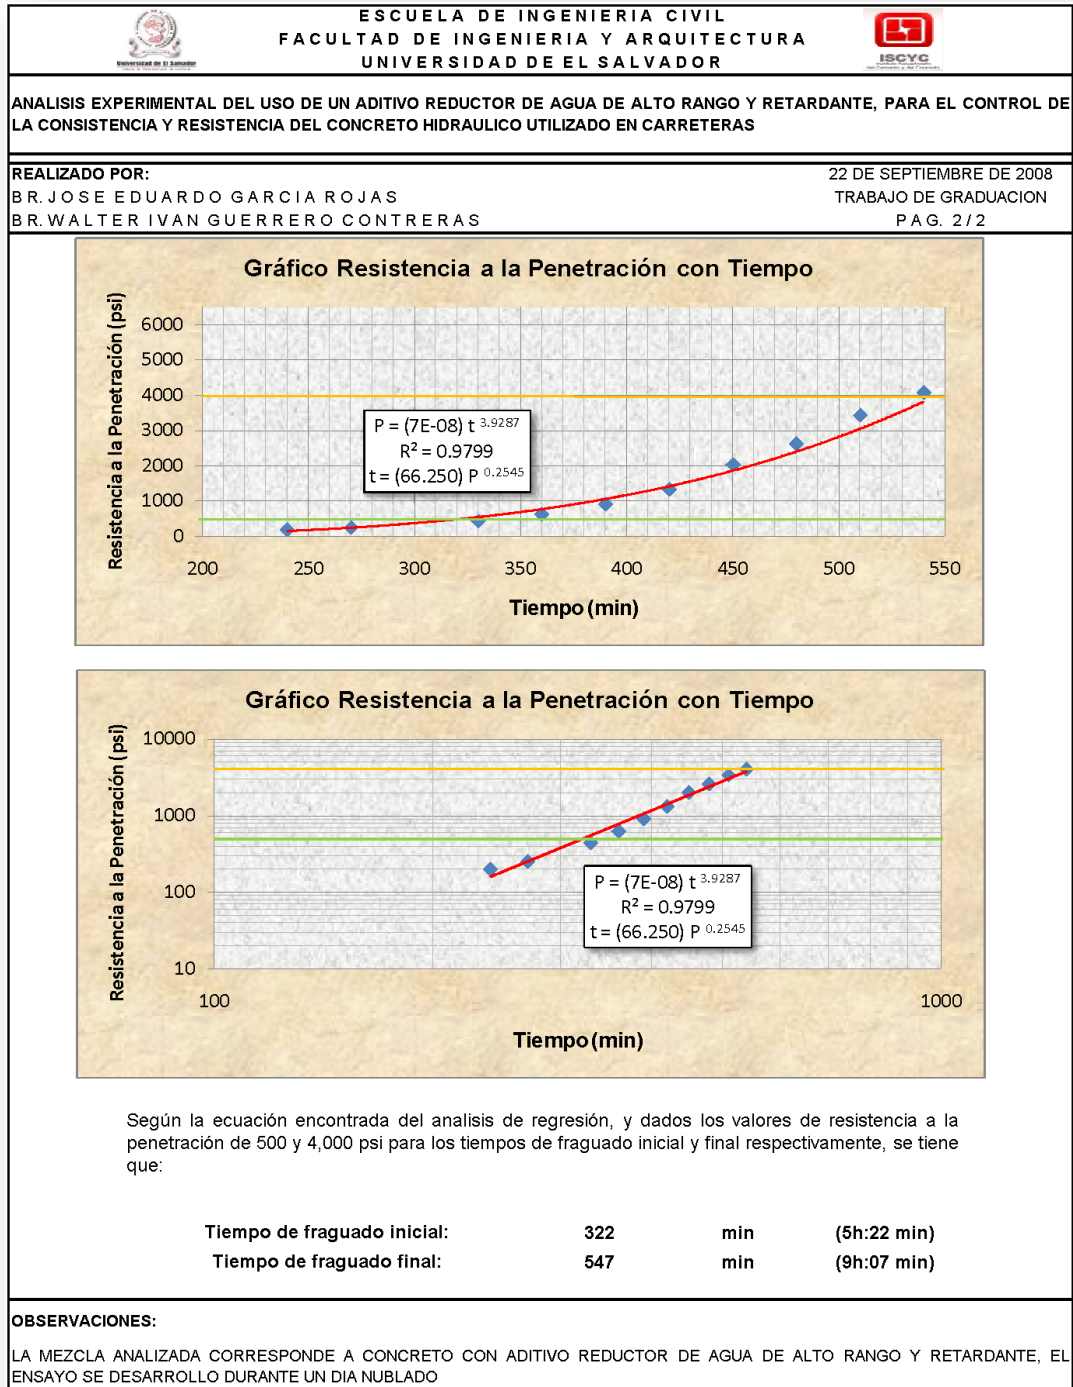 ESCUELA DE INGENIERIA CIVIL
FACULTAD DE INGENIERIA Y ARQUITECTURA
UNIVERSIDAD DE EL SALVADOR
Universidad de El Salvador
ISCYC
ANALISIS EXPERIMENTAL DEL USO DE UN ADITIVO REDUCTOR DE AGUA DE ALTO RANGO Y RETARDANTE, PARA EL CONTROL DE
LA CONSISTENCIA Y RESISTENCIA DEL CONCRETO HIDRAULICO UTILIZADO EN CARRETERAS
REALIZADO POR:
22 DE SEPTIEMBRE DE 2008
BR. JOSE EDUARDO GARCIA ROJAS
TRABAJO DE GRADUACION
BR. WALTER IVAN GUERRERO CONTRERAS
PAG. 2/2
Gráfico Resistencia a la Penetración con Tiempo
Resistencia a la Penetración (psi)
6000
5000
4000
3000
2000
1000
0
P = (7E-08) t 3.9287
R² = 0.9799
t = (66.250) P 0.2545
200 250 300 350 400 450 500 550
Tiempo (min)
Gráfico Resistencia a la Penetración con Tiempo
Resistencia a la Penetración (psi)
10000
1000
100
10
P = (7E-08) t 3.9287
R² = 0.9799
t = (66.250) P 0.2545
100 1000
Tiempo (min)
Según la ecuación encontrada del analisis de regresión, y dados los valores de resistencia a la
penetración de 500 y 4,000 psi para los tiempos de fraguado inicial y final respectivamente, se tiene
que:
Tiempo de fraguado inicial: 322 min (5h:22 min)
Tiempo de fraguado final: 547 min (9h:07 min)
OBSERVACIONES:
LA MEZCLA ANALIZADA CORRESPONDE A CONCRETO CON ADITIVO REDUCTOR DE AGUA DE ALTO RANGO Y RETARDANTE, EL
ENSAYO SE DESARROLLO DURANTE UN DIA NUBLADO